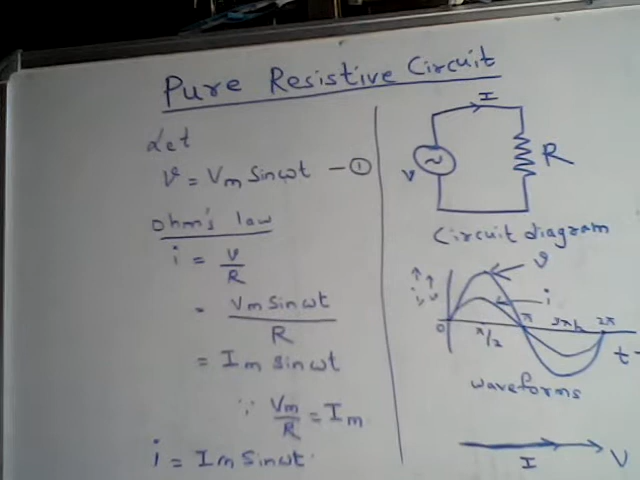 Pure Resistive Circuit
Let
v = Vm Sinωt — ①
Ohm's law
i = V/R
= Vm Sinωt / R
= Im sinωt
∵ Vm/R = Im
i = Im Sinωt
I
V
R
Circuit diagram
v
i
i, v
0
π/2
π
3π/2
2π
t
waveforms
I
V